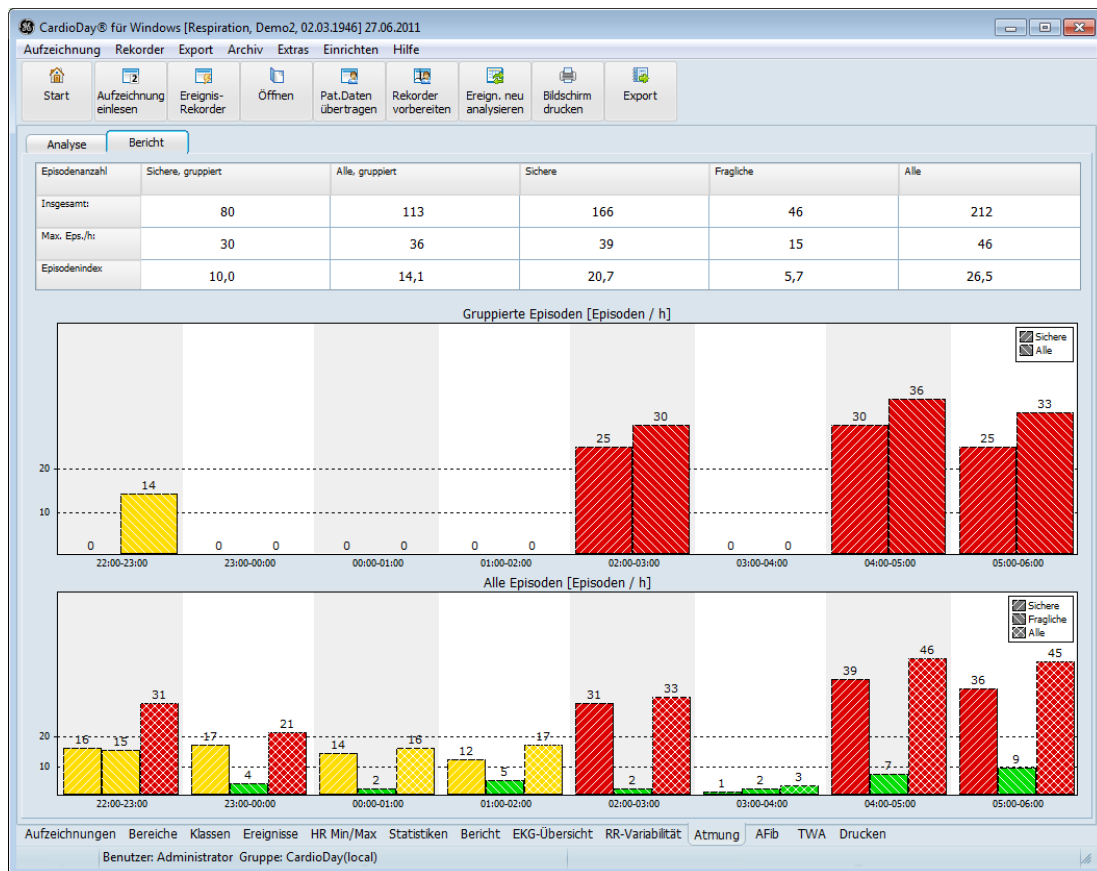 CardioDay® für Windows [Respiration, Demo2, 02.03.1946] 27.06.2011
Aufzeichnung Rekorder Export Archiv Extras Einrichten Hilfe
Start
Aufzeichnung einlesen
Ereignis-Rekorder
Öffnen
Pat.Daten übertragen
Rekorder vorbereiten
Ereign. neu analysieren
Bildschirm drucken
Export
Analyse Bericht
Episodenanzahl Sichere, gruppiert Alle, gruppiert Sichere Fragliche Alle
Insgesamt: 80 113 166 46 212
Max. Eps./h: 30 36 39 15 46
Episodenindex 10,0 14,1 20,7 5,7 26,5
Gruppierte Episoden [Episoden / h]
Sichere
Alle
20
10
0 14 0 0 0 0 0 0 25 30 0 0 30 36 25 33
22:00-23:00 23:00-00:00 00:00-01:00 01:00-02:00 02:00-03:00 03:00-04:00 04:00-05:00 05:00-06:00
Alle Episoden [Episoden / h]
Sichere
Fragliche
Alle
20
10
16 15 31 17 4 21 14 2 16 12 5 17 31 2 33 1 2 3 39 7 46 36 9 45
22:00-23:00 23:00-00:00 00:00-01:00 01:00-02:00 02:00-03:00 03:00-04:00 04:00-05:00 05:00-06:00
Aufzeichnungen Bereiche Klassen Ereignisse HR Min/Max Statistiken Bericht EKG-Übersicht RR-Variabilität Atmung AFib TWA Drucken
Benutzer: Administrator Gruppe: CardioDay(local)